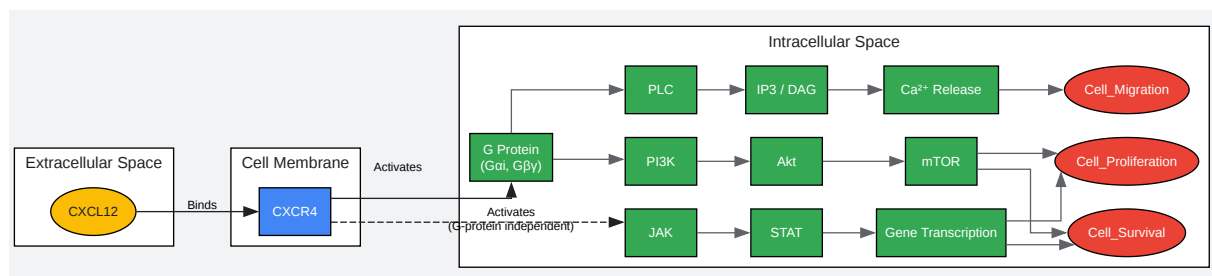 Intracellular Space
PLC
IP3 / DAG
Ca²⁺ Release
Cell_Migration
G Protein
(Gαi, Gβγ)
PI3K
Akt
mTOR
Cell_Proliferation
Extracellular Space
CXCL12
Binds
Cell Membrane
CXCR4
Activates
Activates
(G-protein independent)
JAK
STAT
Gene Transcription
Cell_Survival